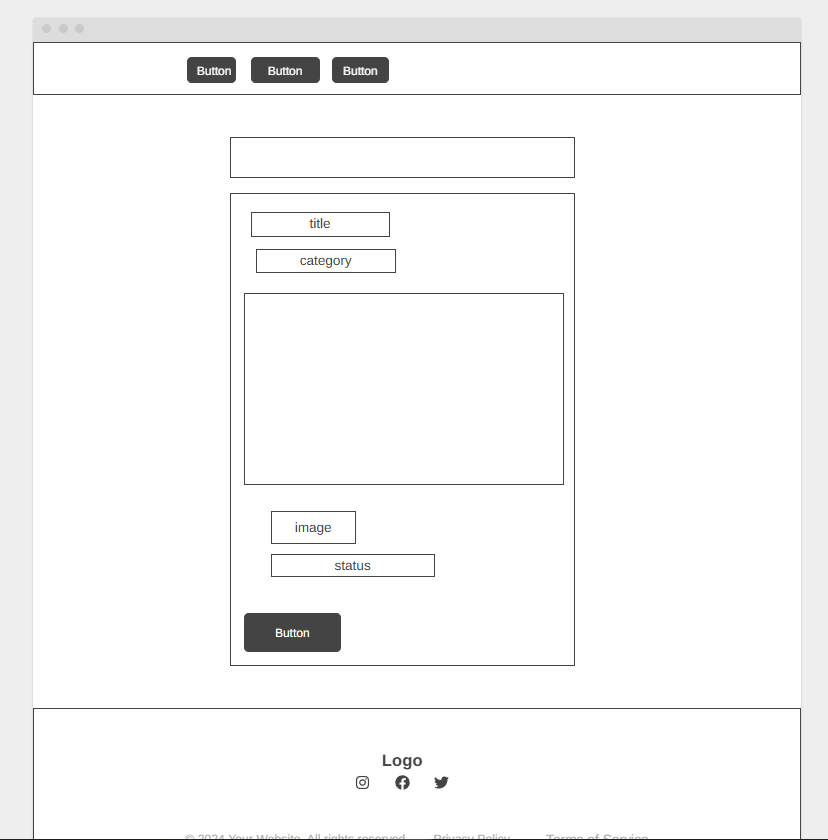 Button Button Button
title
category
image
status
Button
Logo
© 2024 Your Website. All rights reserved. Privacy Policy Terms of Service